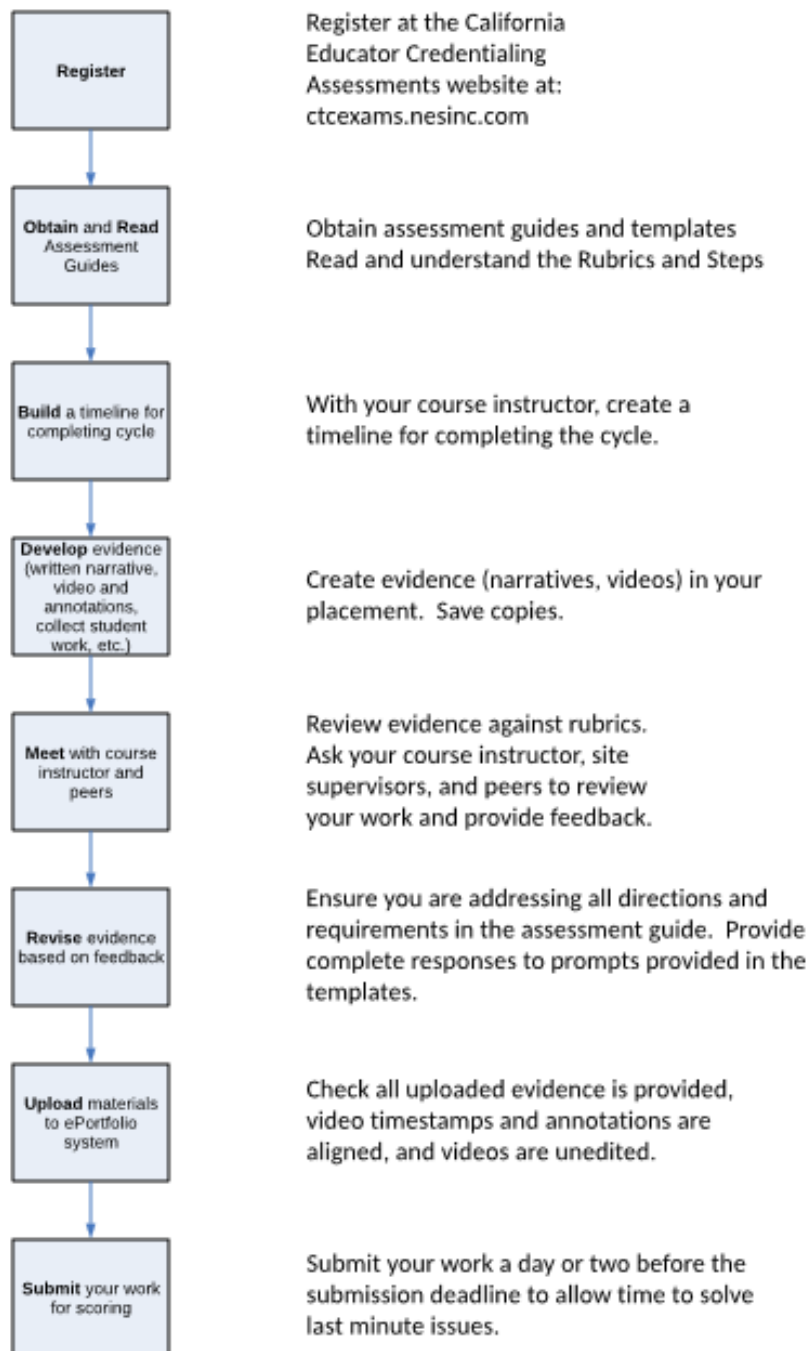 Register
Register at the California
Educator Credentialing
Assessments website at:
ctcexams.nesinc.com
Obtain and Read
Assessment
Guides
Obtain assessment guides and templates
Read and understand the Rubrics and Steps
Build a timeline for
completing cycle
With your course instructor, create a
timeline for completing the cycle.
Develop evidence
(written narrative,
video and
annotations,
collect student
work, etc.)
Create evidence (narratives, videos) in your
placement.  Save copies.
Meet with course
instructor and
peers
Review evidence against rubrics.
Ask your course instructor, site
supervisors, and peers to review
your work and provide feedback.
Revise evidence
based on feedback
Ensure you are addressing all directions and
requirements in the assessment guide.  Provide
complete responses to prompts provided in the
templates.
Upload materials
to ePortfolio
system
Check all uploaded evidence is provided,
video timestamps and annotations are
aligned, and videos are unedited.
Submit your work
for scoring
Submit your work a day or two before the
submission deadline to allow time to solve
last minute issues.